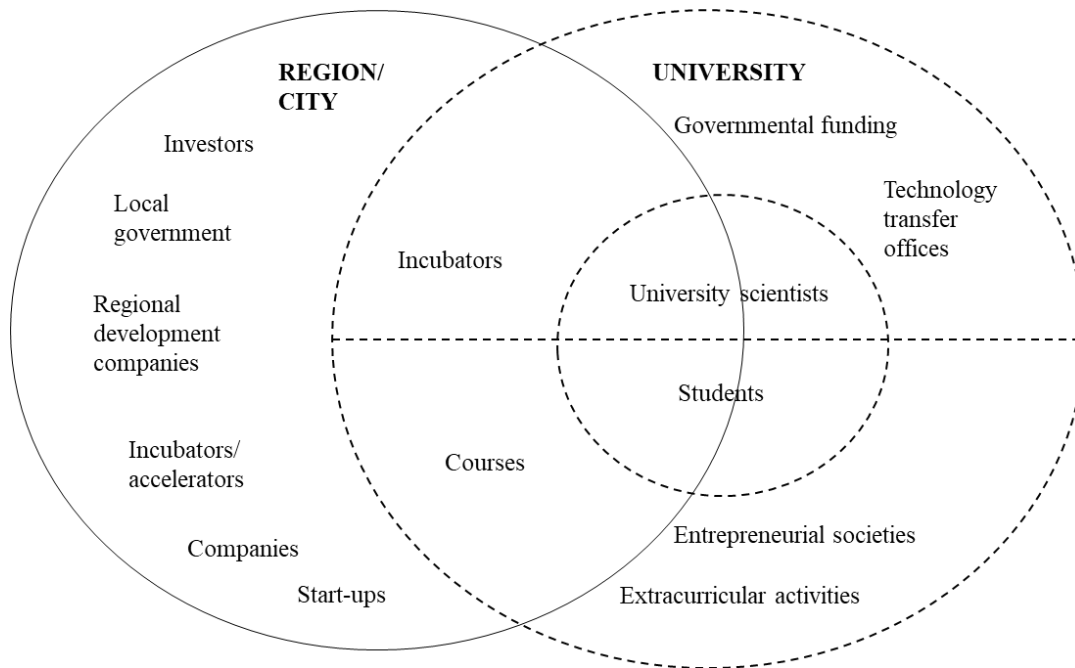 REGION/
CITY
UNIVERSITY
Investors
Governmental funding
Local
government
Technology
transfer
offices
Incubators
University scientists
Regional
development
companies
Students
Incubators/
accelerators
Courses
Companies
Entrepreneurial societies
Start-ups
Extracurricular activities